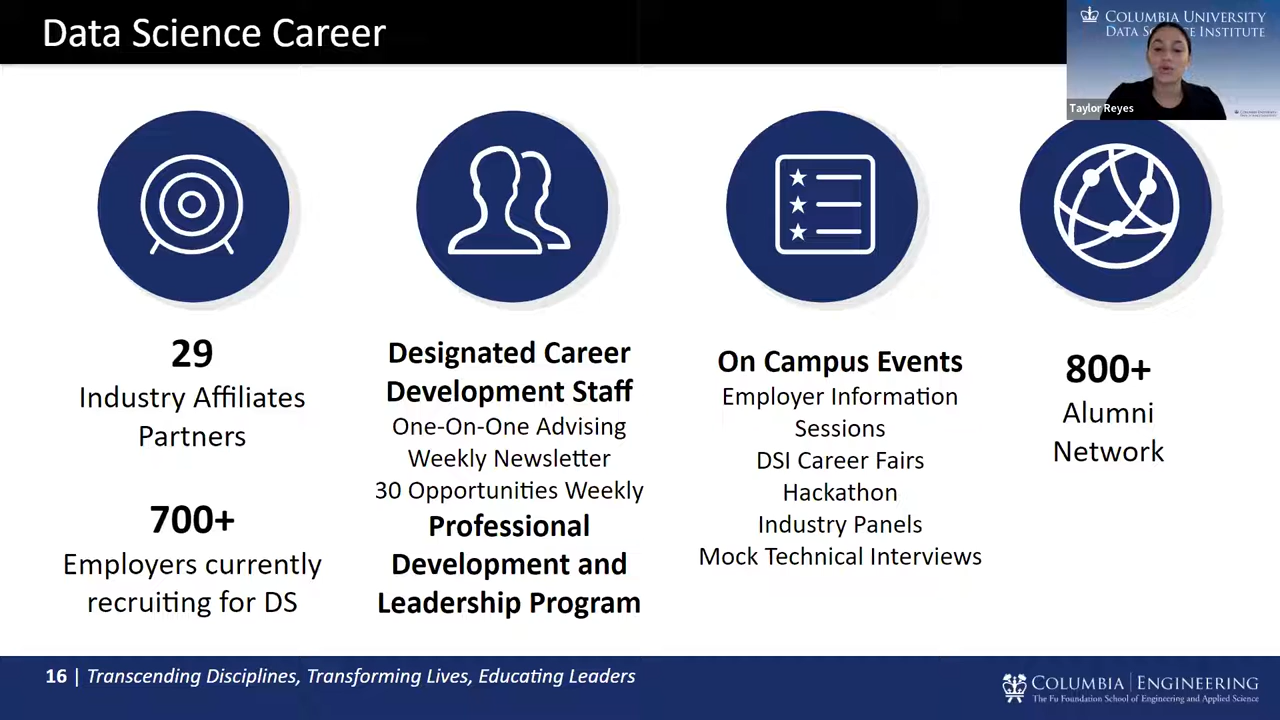 Data Science Career
COLUMBIA UNIVERSITY
Taylor Reyes
29
Industry Affiliates
Partners
700+
Employers currently
recruiting for DS
Designated Career
Development Staff
One-On-One Advising
Weekly Newsletter
30 Opportunities Weekly
Professional
Development and
Leadership Program
On Campus Events
Employer Information
Sessions
DSI Career Fairs
Hackathon
Industry Panels
Mock Technical Interviews
800+
Alumni
Network
16 | Transcending Disciplines, Transforming Lives, Educating Leaders
COLUMBIA | ENGINEERING
The Fu Foundation School of Engineering and Applied Science